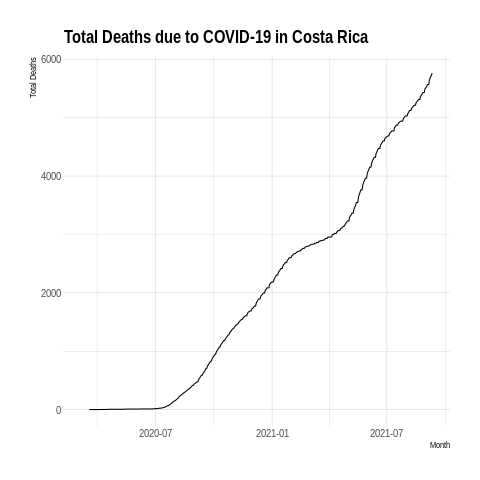 Total Deaths due to COVID-19 in Costa Rica
Total Deaths
6000
4000
2000
0
2020-07
2021-01
2021-07
Month